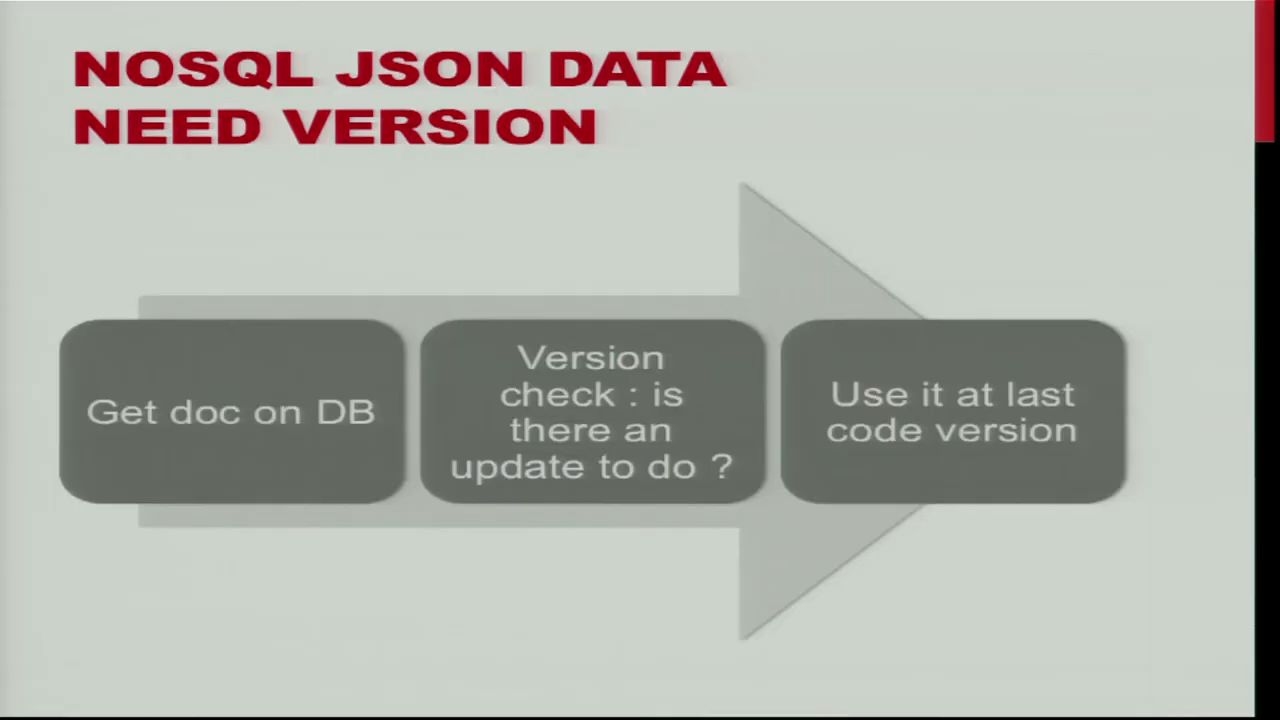 NOSQL JSON DATA
NEED VERSION
Get doc on DB
Version
check : is
there an
update to do ?
Use it at last
code version